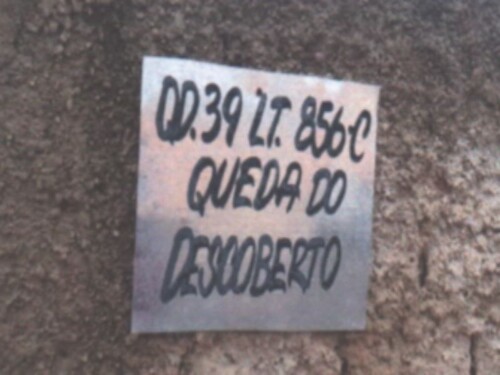 QD.39 LT. 856-C
QUEDA DO
DESCOBERTO